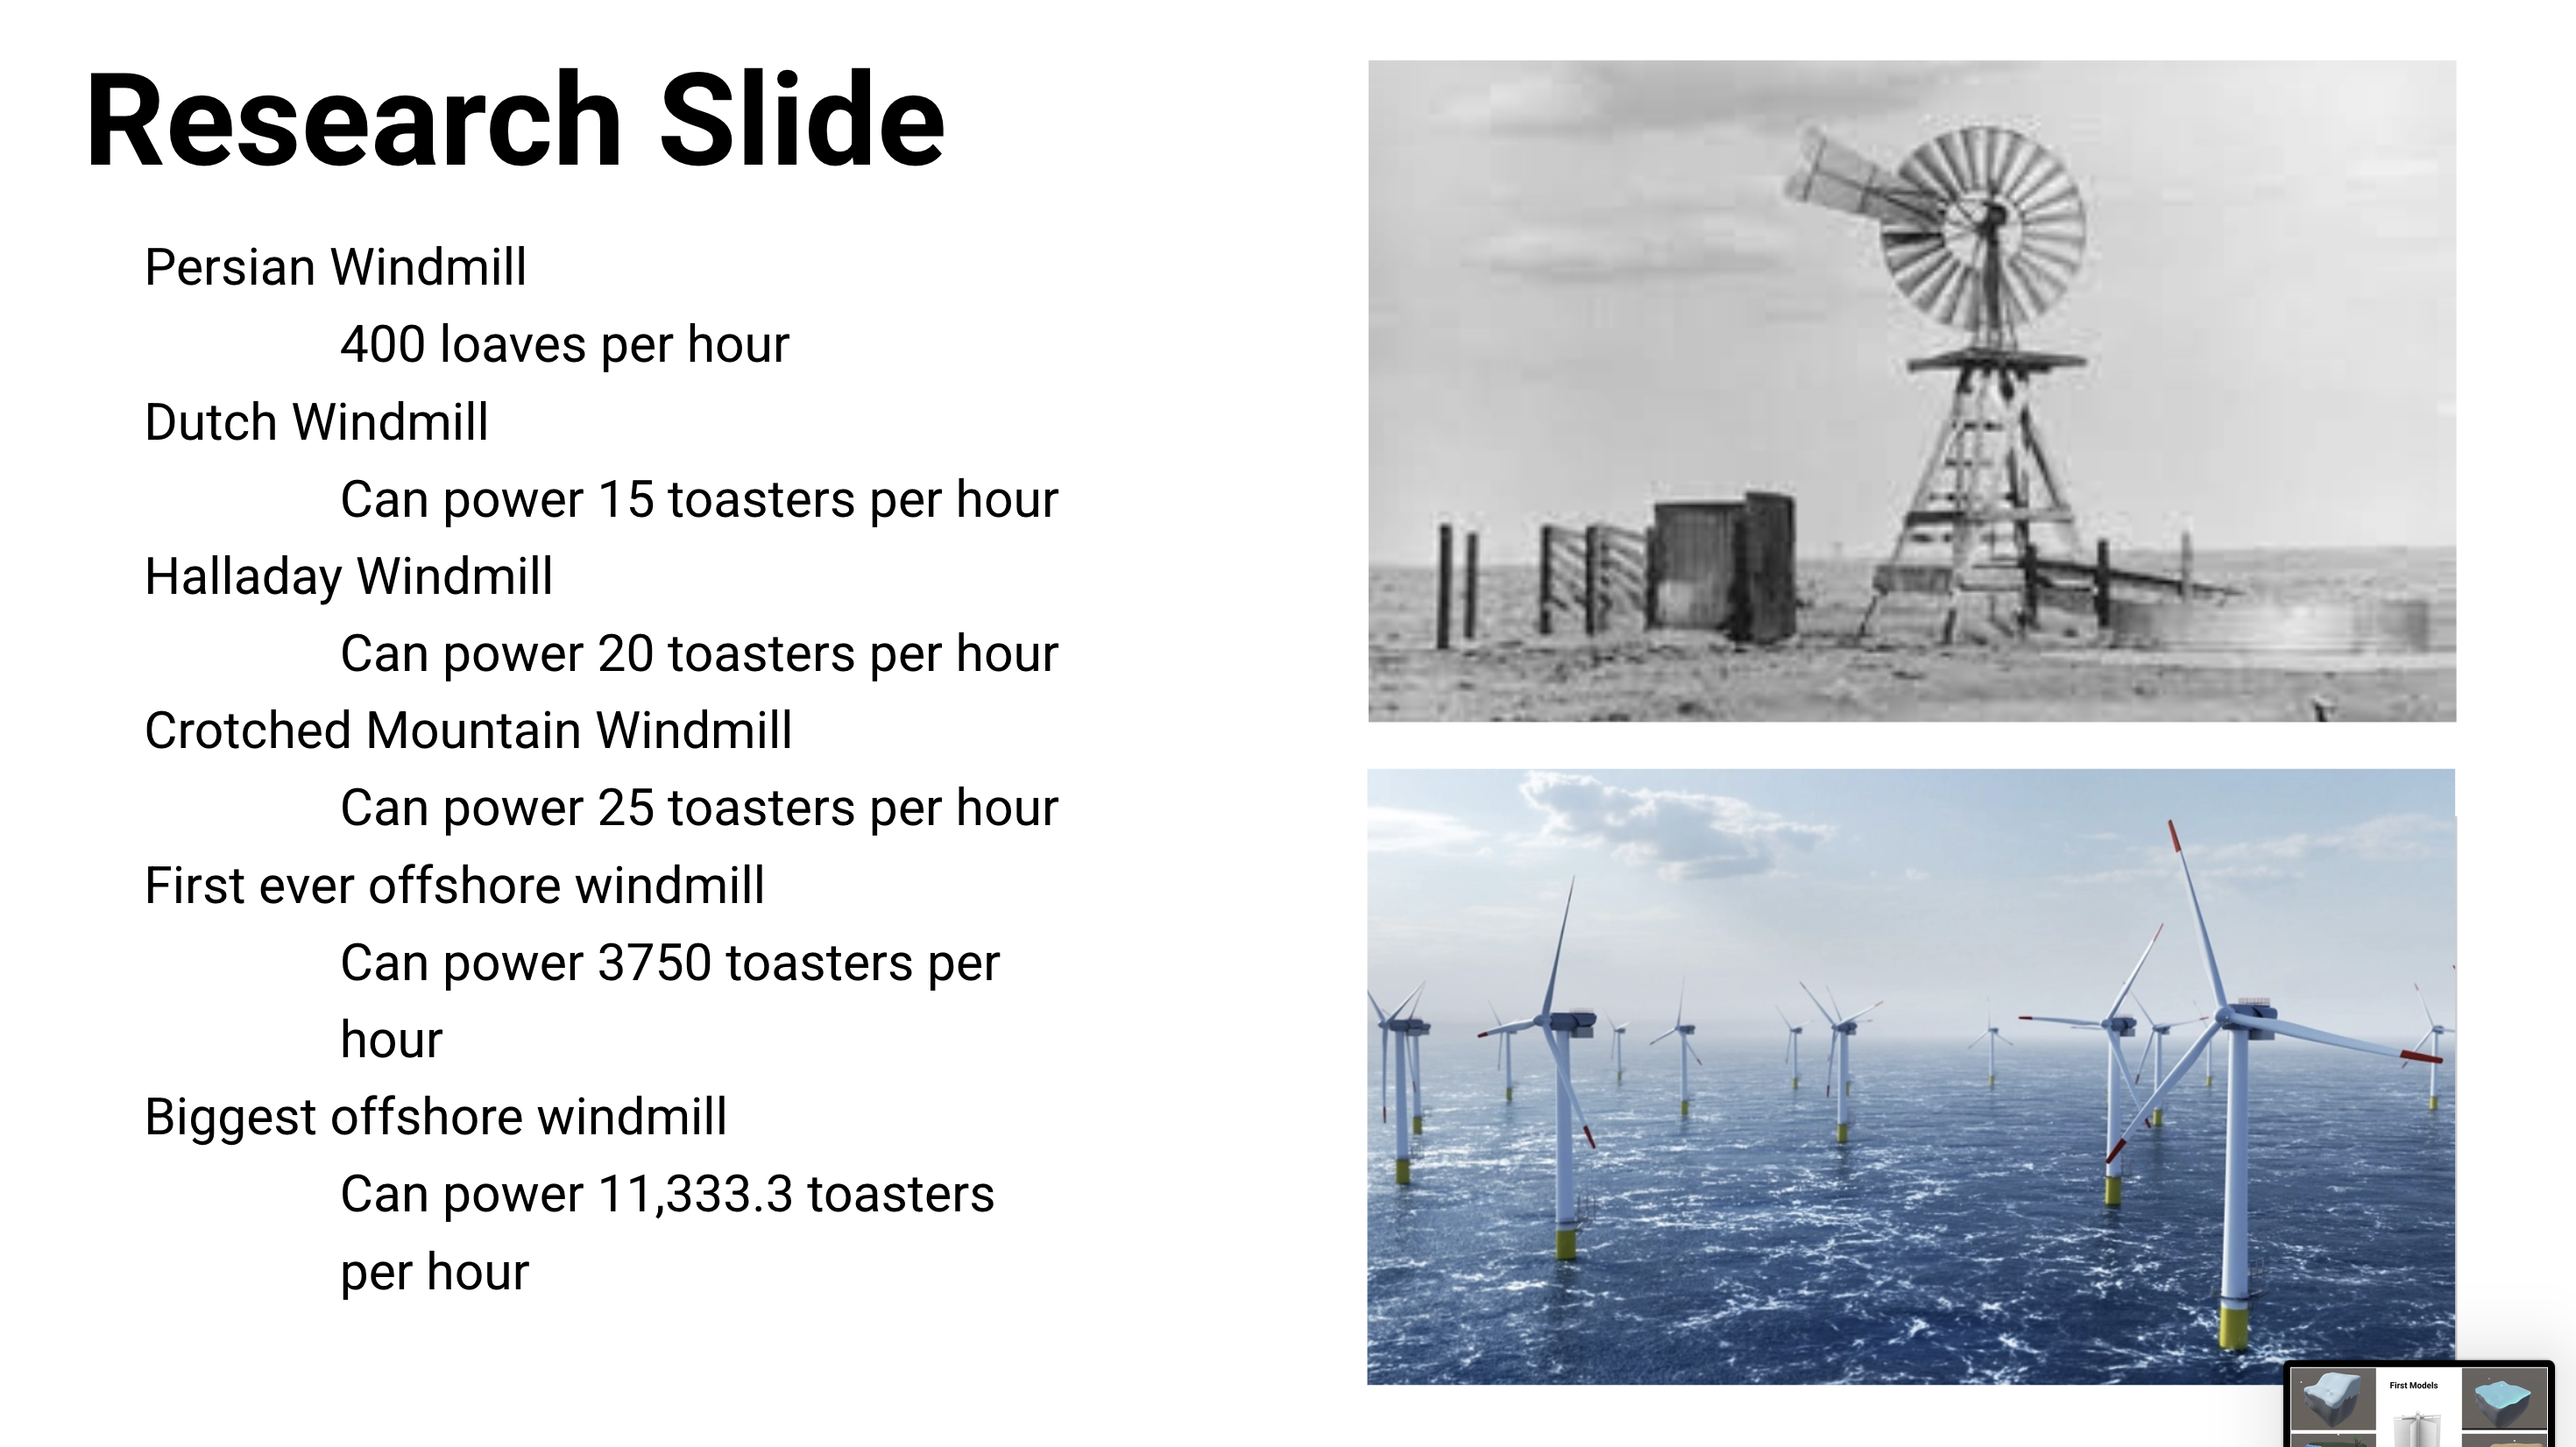 Research Slide
Persian Windmill
400 loaves per hour
Dutch Windmill
Can power 15 toasters per hour
Halladay Windmill
Can power 20 toasters per hour
Crotched Mountain Windmill
Can power 25 toasters per hour
First ever offshore windmill
Can power 3750 toasters per
hour
Biggest offshore windmill
Can power 11,333.3 toasters
per hour
First Models